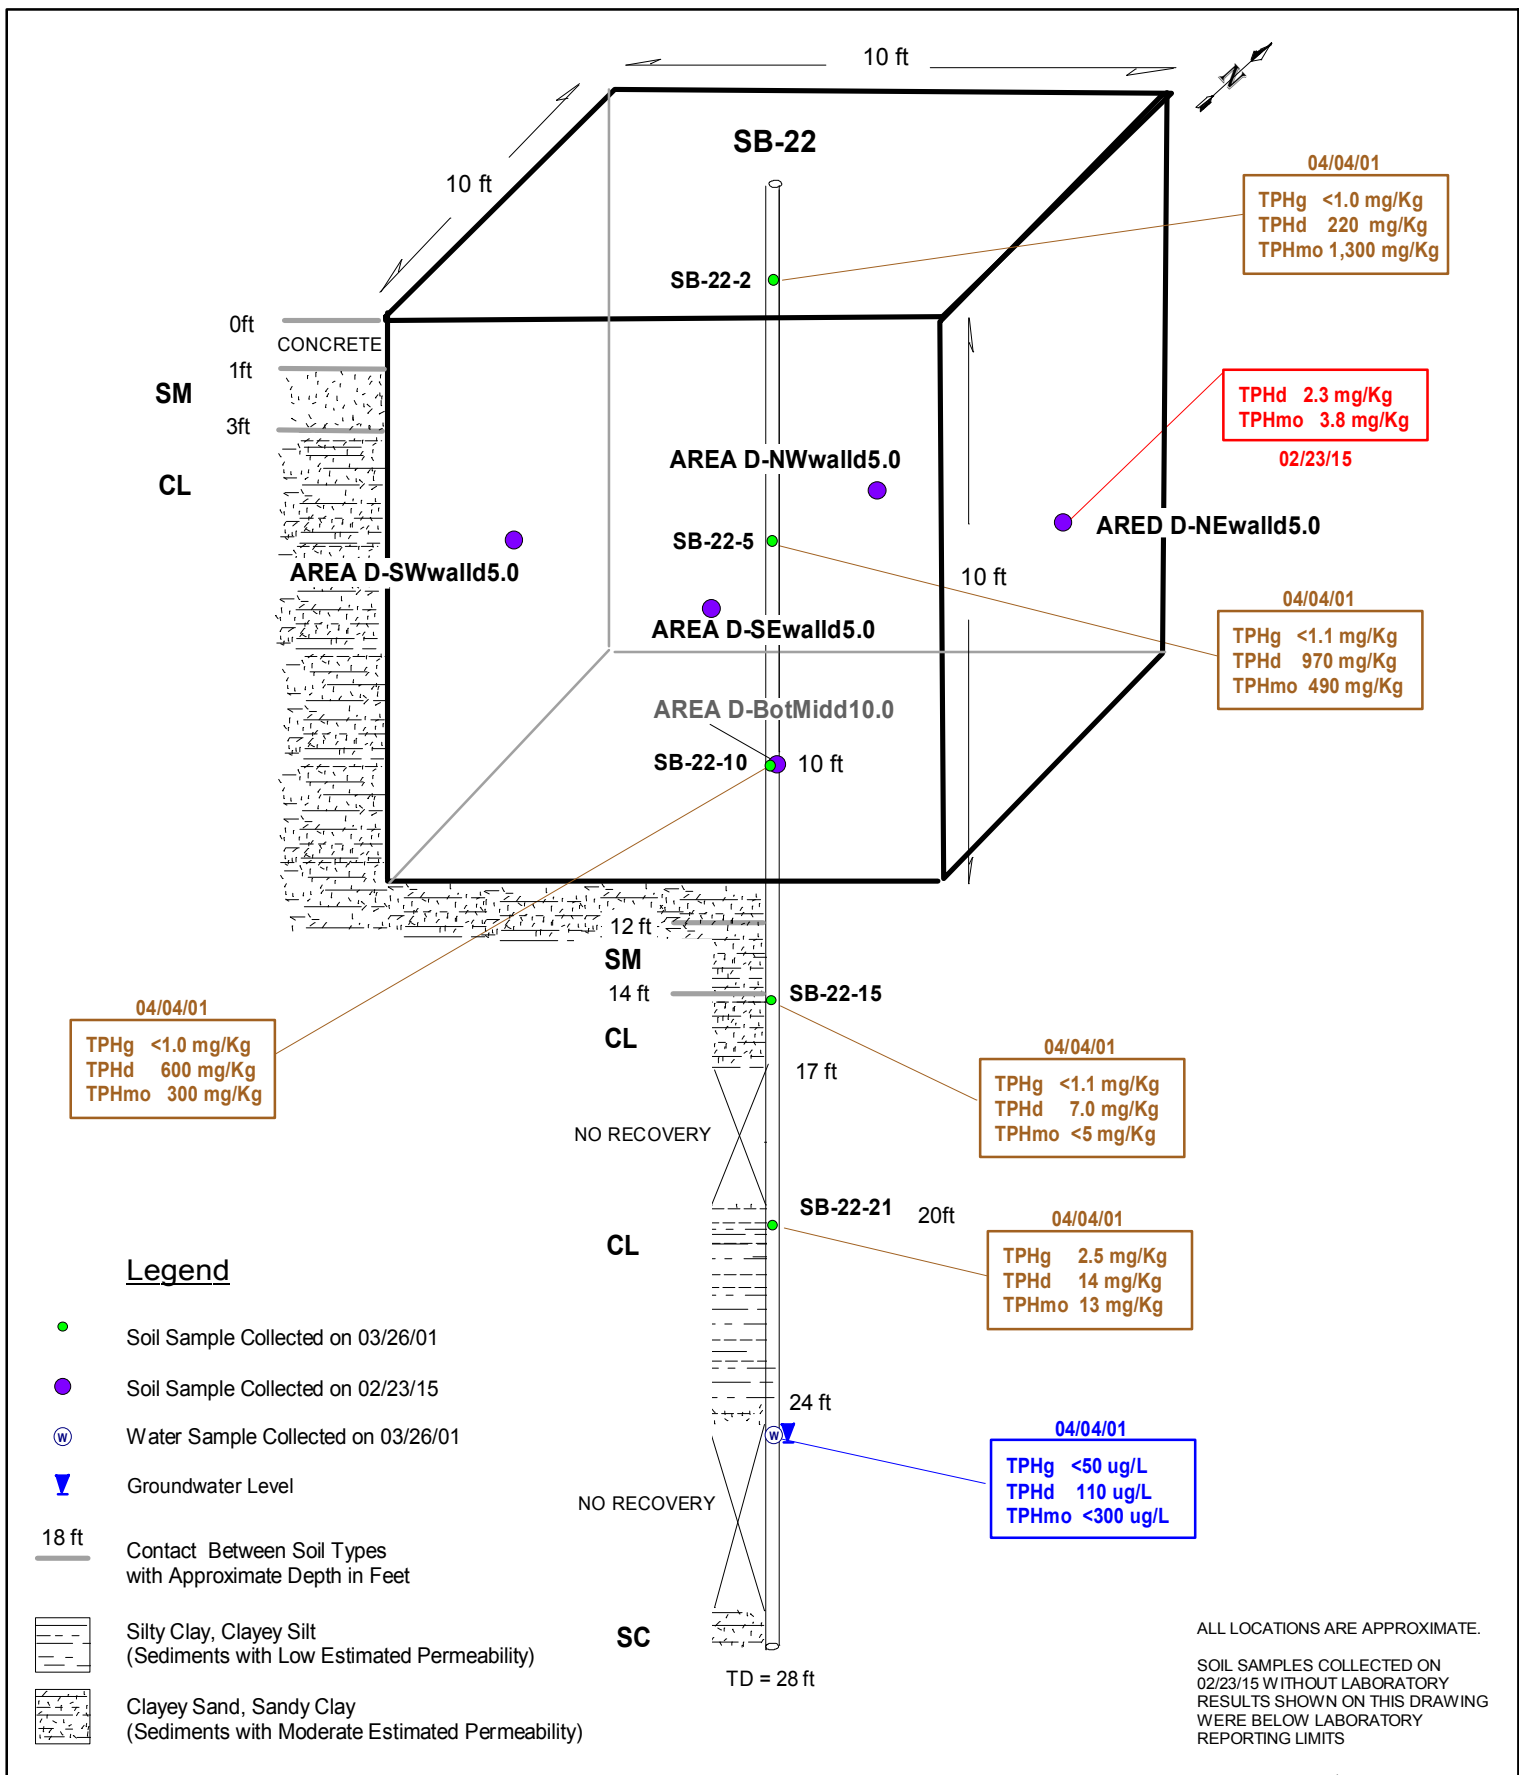 10 ft
N
SB-22
10 ft
04/04/01
TPHg <1.0 mg/Kg
TPHd 220 mg/Kg
TPHmo 1,300 mg/Kg
SB-22-2
0ft
CONCRETE
1ft
SM
3ft
CL
TPHd 2.3 mg/Kg
TPHmo 3.8 mg/Kg
02/23/15
AREA D-NWwalld5.0
ARED D-NEwalld5.0
SB-22-5
AREA D-SWwalld5.0
10 ft
AREA D-SEwalld5.0
04/04/01
TPHg <1.1 mg/Kg
TPHd 970 mg/Kg
TPHmo 490 mg/Kg
AREA D-BotMidd10.0
SB-22-10
10 ft
12 ft
SM
14 ft
SB-22-15
CL
04/04/01
TPHg <1.0 mg/Kg
TPHd 600 mg/Kg
TPHmo 300 mg/Kg
17 ft
04/04/01
TPHg <1.1 mg/Kg
TPHd 7.0 mg/Kg
TPHmo <5 mg/Kg
NO RECOVERY
SB-22-21
20ft
CL
04/04/01
TPHg 2.5 mg/Kg
TPHd 14 mg/Kg
TPHmo 13 mg/Kg
24 ft
W
04/04/01
TPHg <50 ug/L
TPHd 110 ug/L
TPHmo <300 ug/L
NO RECOVERY
SC
TD = 28 ft
Legend
Soil Sample Collected on 03/26/01
Soil Sample Collected on 02/23/15
W
Water Sample Collected on 03/26/01
Groundwater Level
18 ft
Contact Between Soil Types
with Approximate Depth in Feet
Silty Clay, Clayey Silt
(Sediments with Low Estimated Permeability)
Clayey Sand, Sandy Clay
(Sediments with Moderate Estimated Permeability)
ALL LOCATIONS ARE APPROXIMATE.
SOIL SAMPLES COLLECTED ON
02/23/15 WITHOUT LABORATORY
RESULTS SHOWN ON THIS DRAWING
WERE BELOW LABORATORY
REPORTING LIMITS